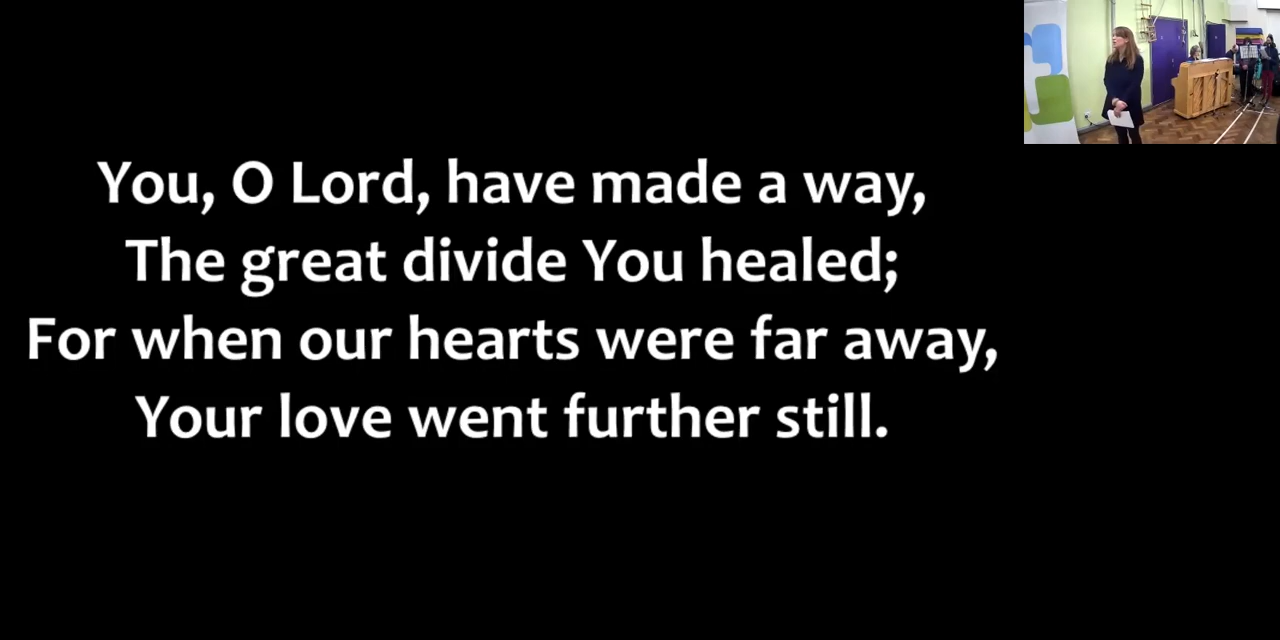 You, O Lord, have made a way,
The great divide You healed;
For when our hearts were far away,
Your love went further still.